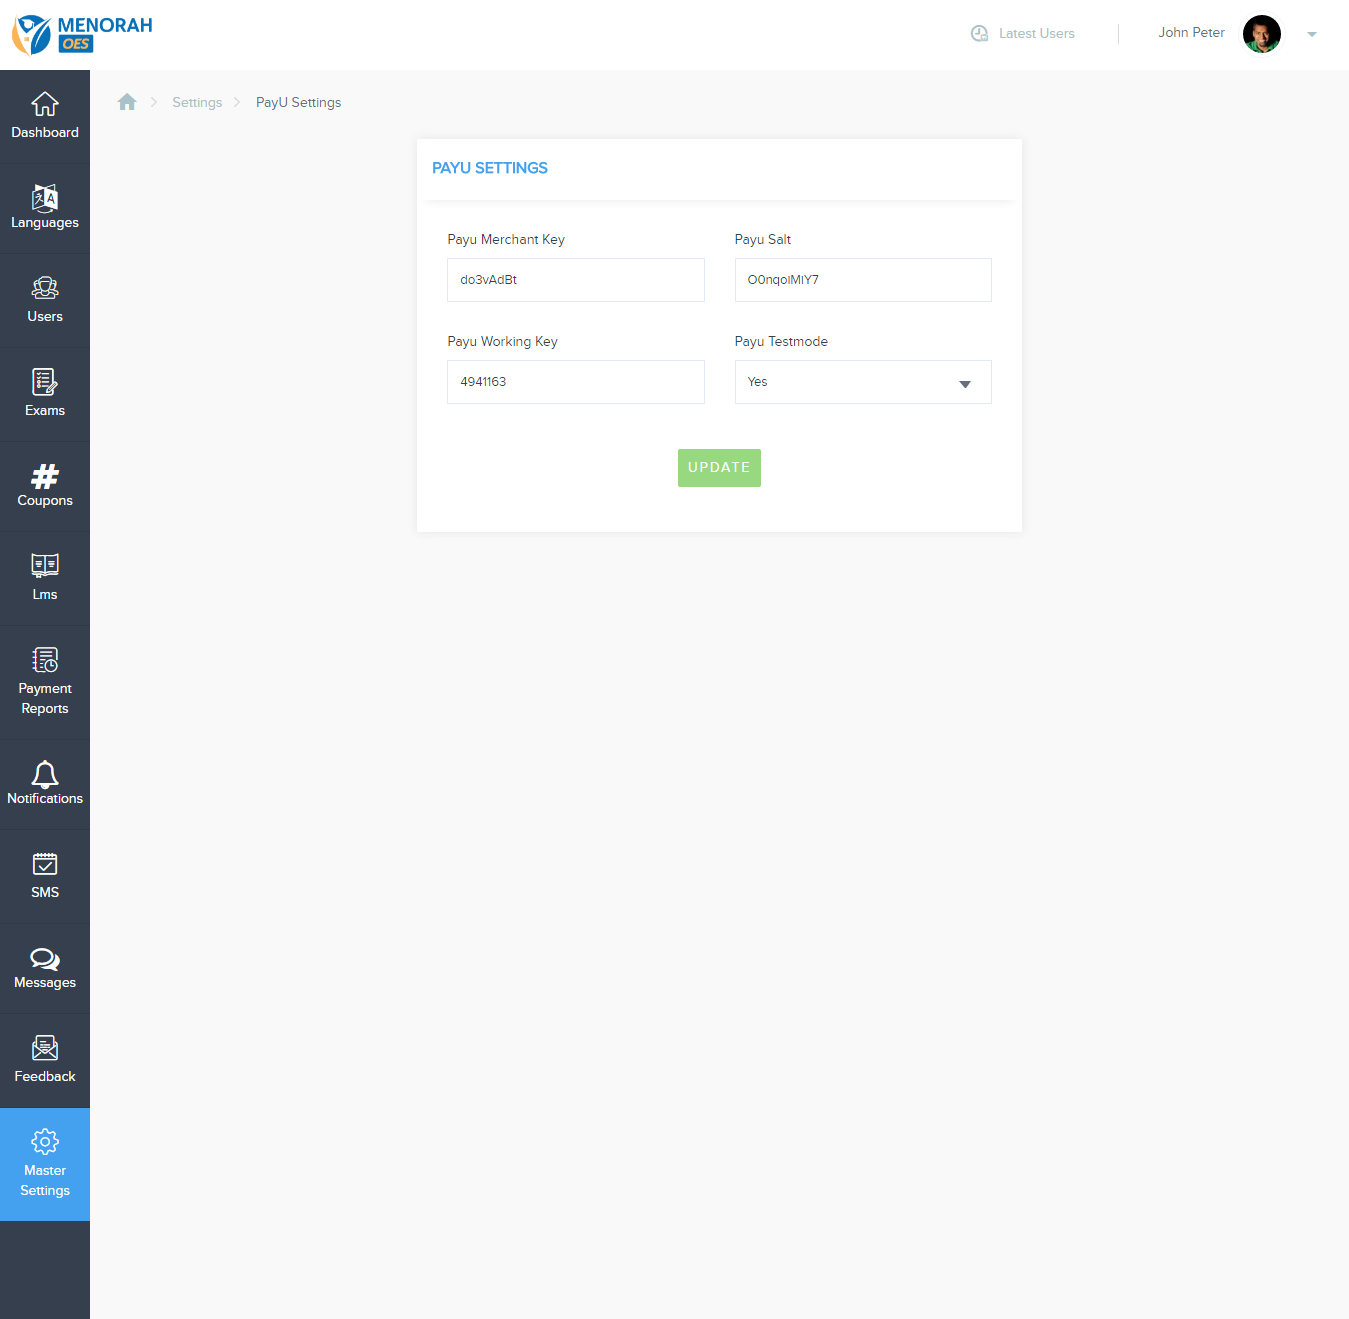 MENORAH
OES
Latest Users
John Peter
Settings
PayU Settings
Dashboard
Languages
Users
Exams
Coupons
Lms
Payment
Reports
Notifications
SMS
Messages
Feedback
Master
Settings
PAYU SETTINGS
Payu Merchant Key
Payu Salt
do3vAdBt
O0nqoIMIY7
Payu Working Key
Payu Testmode
4941163
Yes
UPDATE